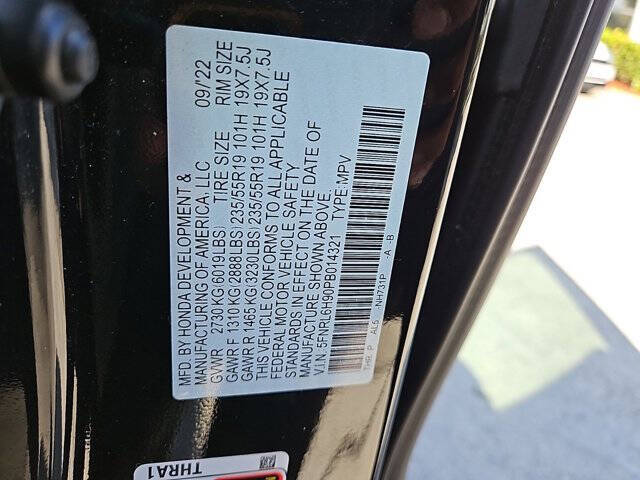 MFD. BY HONDA DEVELOPMENT &
MANUFACTURING OF AMERICA, LLC 09/22
GVWR 2730 KG(6019LBS) TIRE SIZE RIM SIZE
GAWR F 1310 KG(2888LBS)235/55R19 101H 19X7.5J
GAWR R 1465 KG(3230LBS)235/55R19 101H 19X7.5J
THIS VEHICLE CONFORMS TO ALL APPLICABLE
FEDERAL MOTOR VEHICLE SAFETY
STANDARDS IN EFFECT ON THE DATE OF
MANUFACTURE SHOWN ABOVE.
V.I.N.:5FNRL6H90PB014321 TYPE:MPV
THR P AL5 NH731P -A -B
THRA1